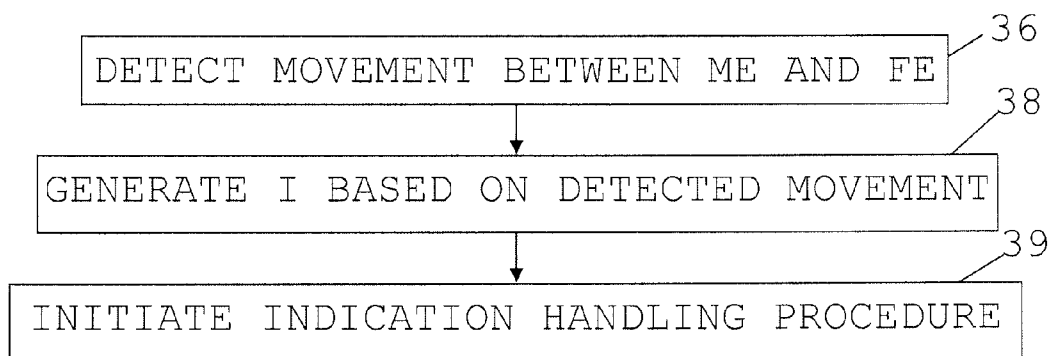 36
DETECT MOVEMENT BETWEEN ME AND FE
38
GENERATE I BASED ON DETECTED MOVEMENT
39
INITIATE INDICATION HANDLING PROCEDURE